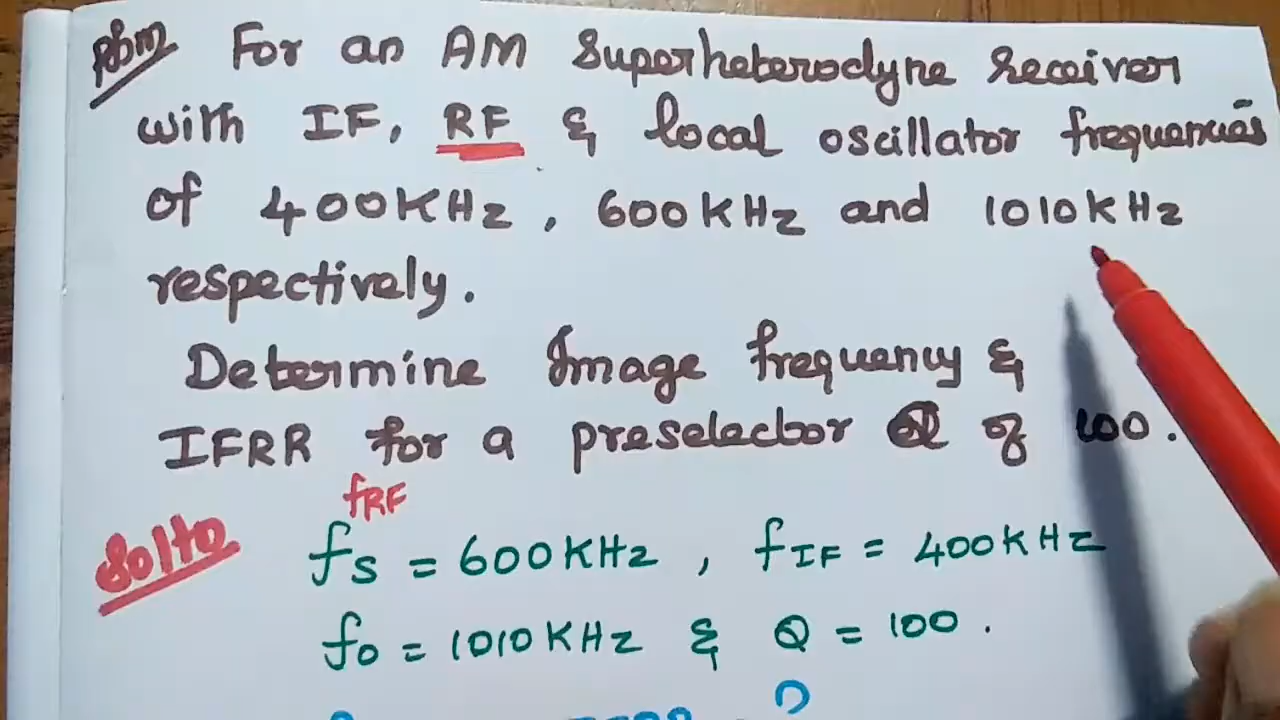 Pbm For an AM Superheterodyne receiver
with IF, RF & local oscillator frequencies
of 400KHz, 600KHz and 1010KHz
respectively.
Determine Image frequency &
IFRR for a preselector Q of 100.
fRF
Soltn fs = 600KHz, fIF = 400KHz
fo = 1010KHz & Q = 100.